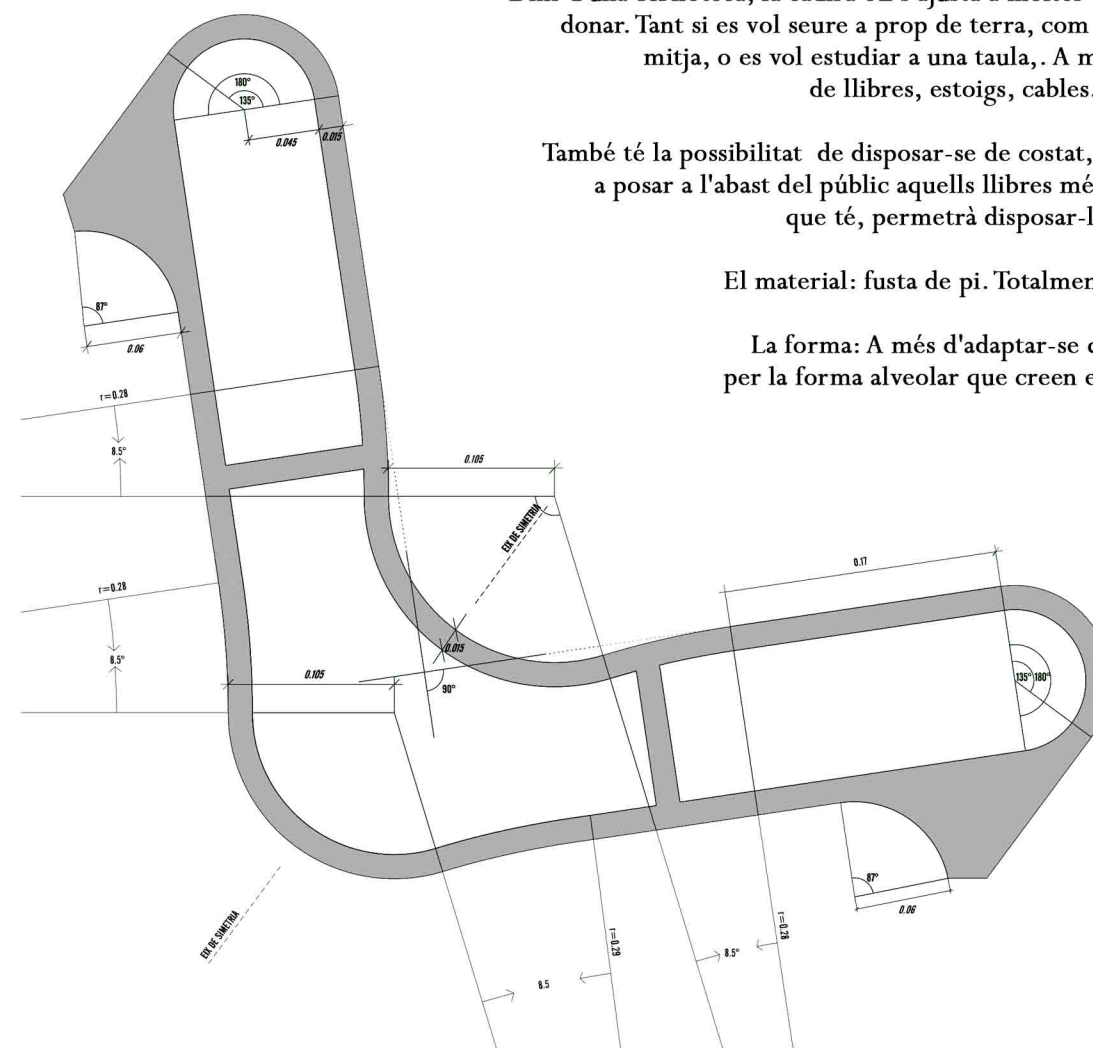 donar. Tant si es vol seure a prop de terra, com
mitja, o es vol estudiar a una taula,. A m
de llibres, estoigs, cables.
També té la possibilitat de disposar-se de costat,
a posar a l'abast del públic aquells llibres mé
que té, permetrà disposar-l
El material: fusta de pi. Totalmen
La forma: A més d'adaptar-se
per la forma alveolar que creen e
180°
135°
0.045
0.015
87°
0.06
r=0.28
8.5°
0.105
EIX DE SIMETRIA
0.17
r=0.28
8.5°
0.015
0.105
90°
135° 180°
87°
0.06
EIX DE SIMETRIA
r=0.29
r=0.28
8.5°
8.5